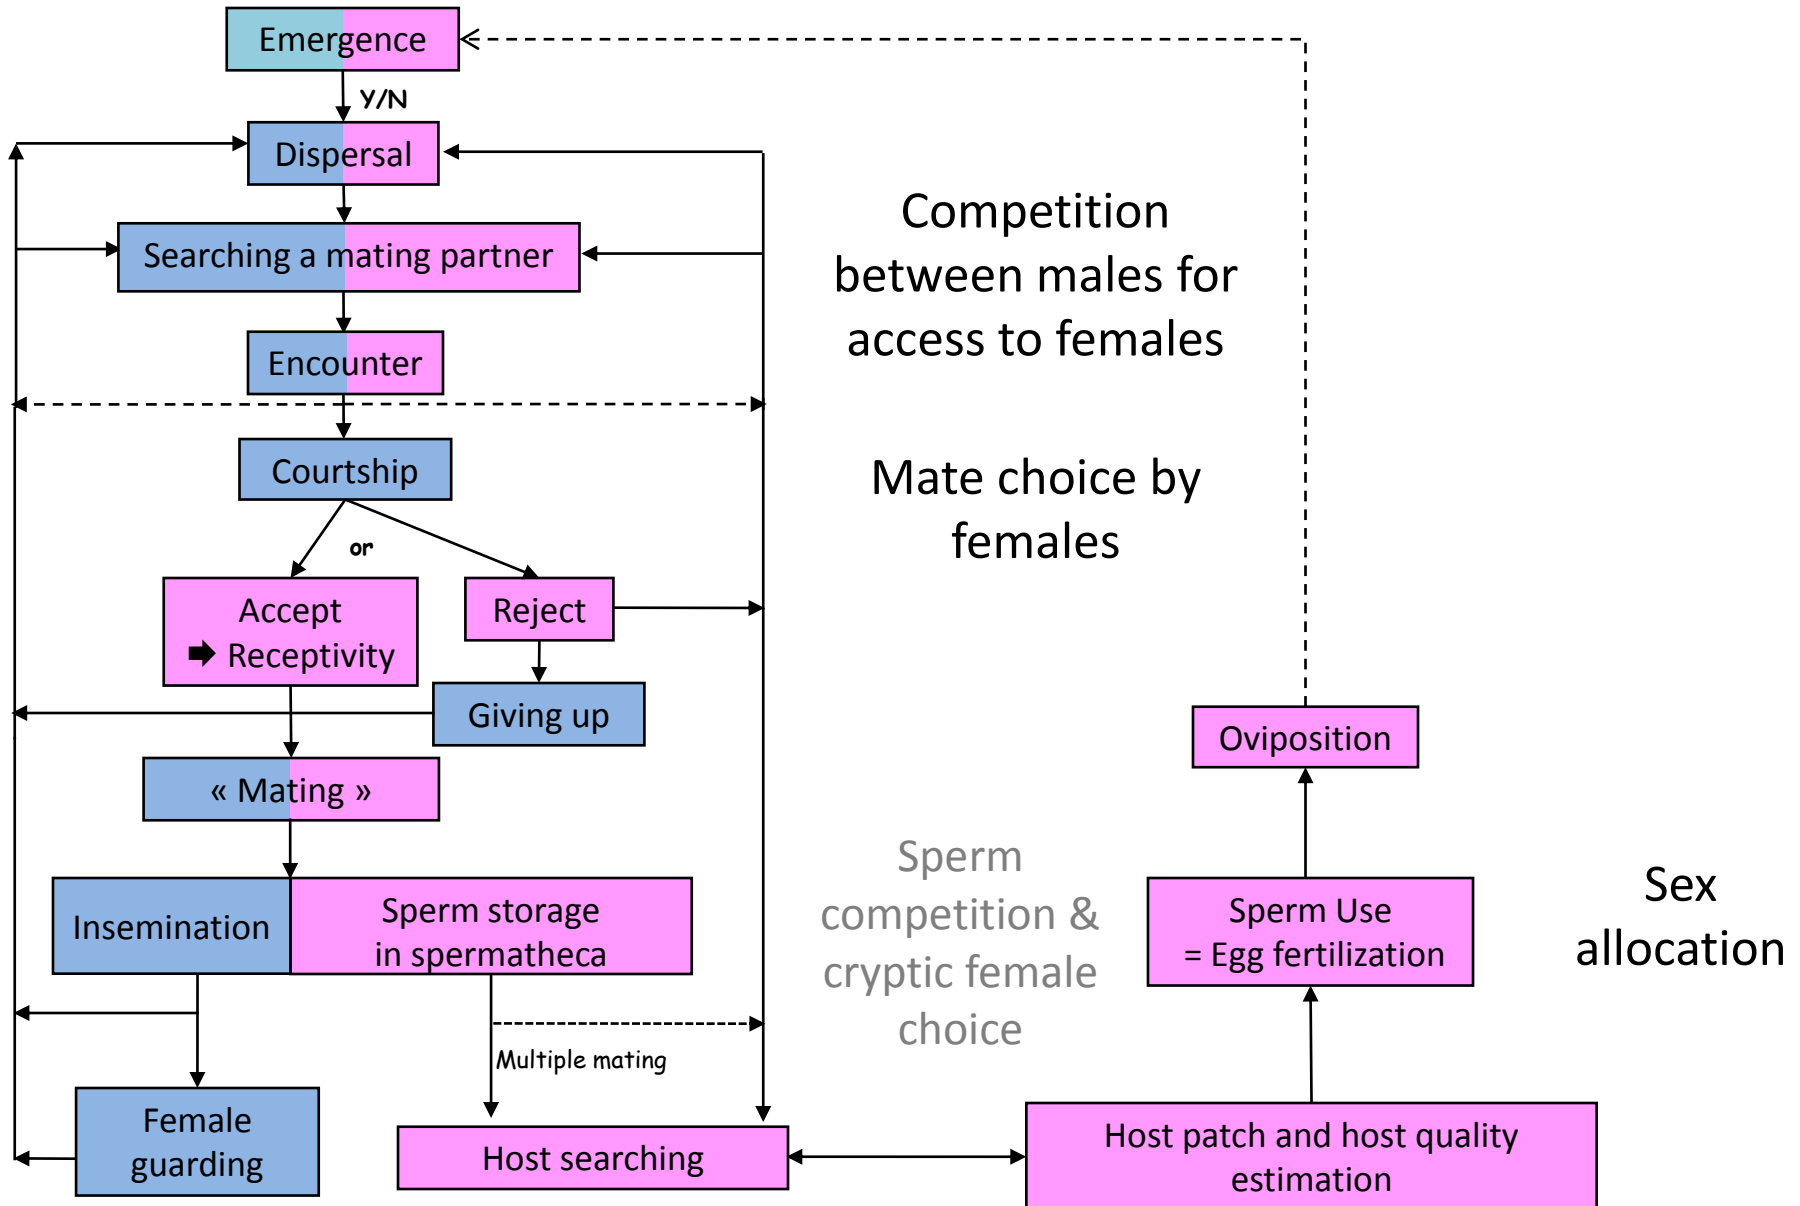 Emergence
Y/N
Dispersal
Searching a mating partner
Encounter
Competition
between males for
access to females
Courtship
Mate choice by
females
or
Accept
➡ Receptivity
Reject
Giving up
« Mating »
Oviposition
Insemination
Sperm storage
in spermatheca
Sperm
competition &
cryptic female
choice
Sperm Use
= Egg fertilization
Sex
allocation
Multiple mating
Female
guarding
Host searching
Host patch and host quality
estimation